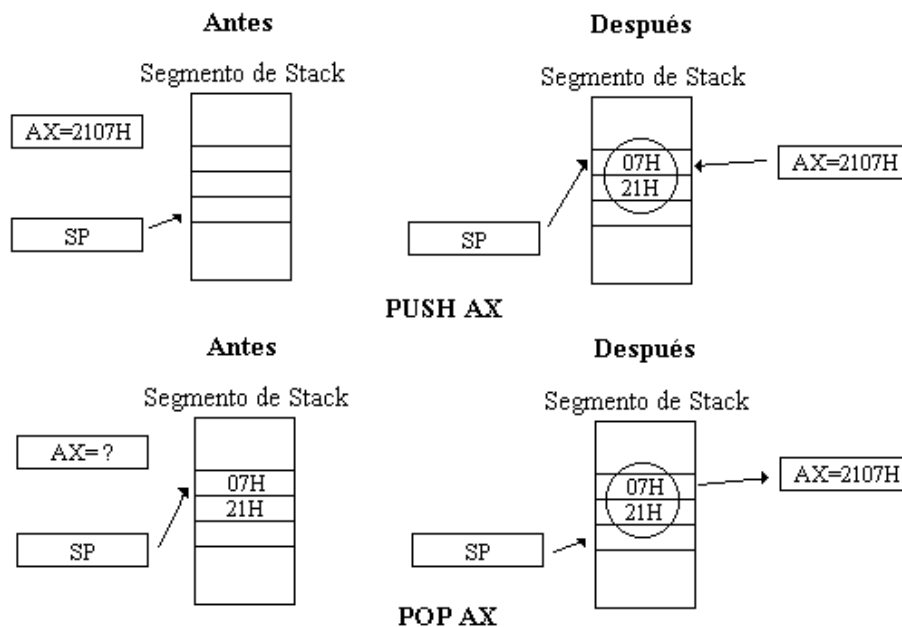 Antes
Después
Segmento de Stack
Segmento de Stack
AX=2107H
07H
AX=2107H
21H
SP
SP
PUSH AX
Antes
Después
Segmento de Stack
Segmento de Stack
AX=?
07H
07H
AX=2107H
21H
21H
SP
SP
POP AX